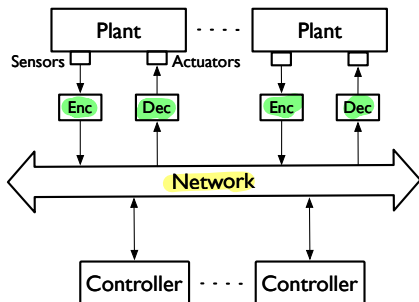 Plant
Plant
Sensors
Actuators
Enc
Dec
Enc
Dec
Network
Controller
Controller